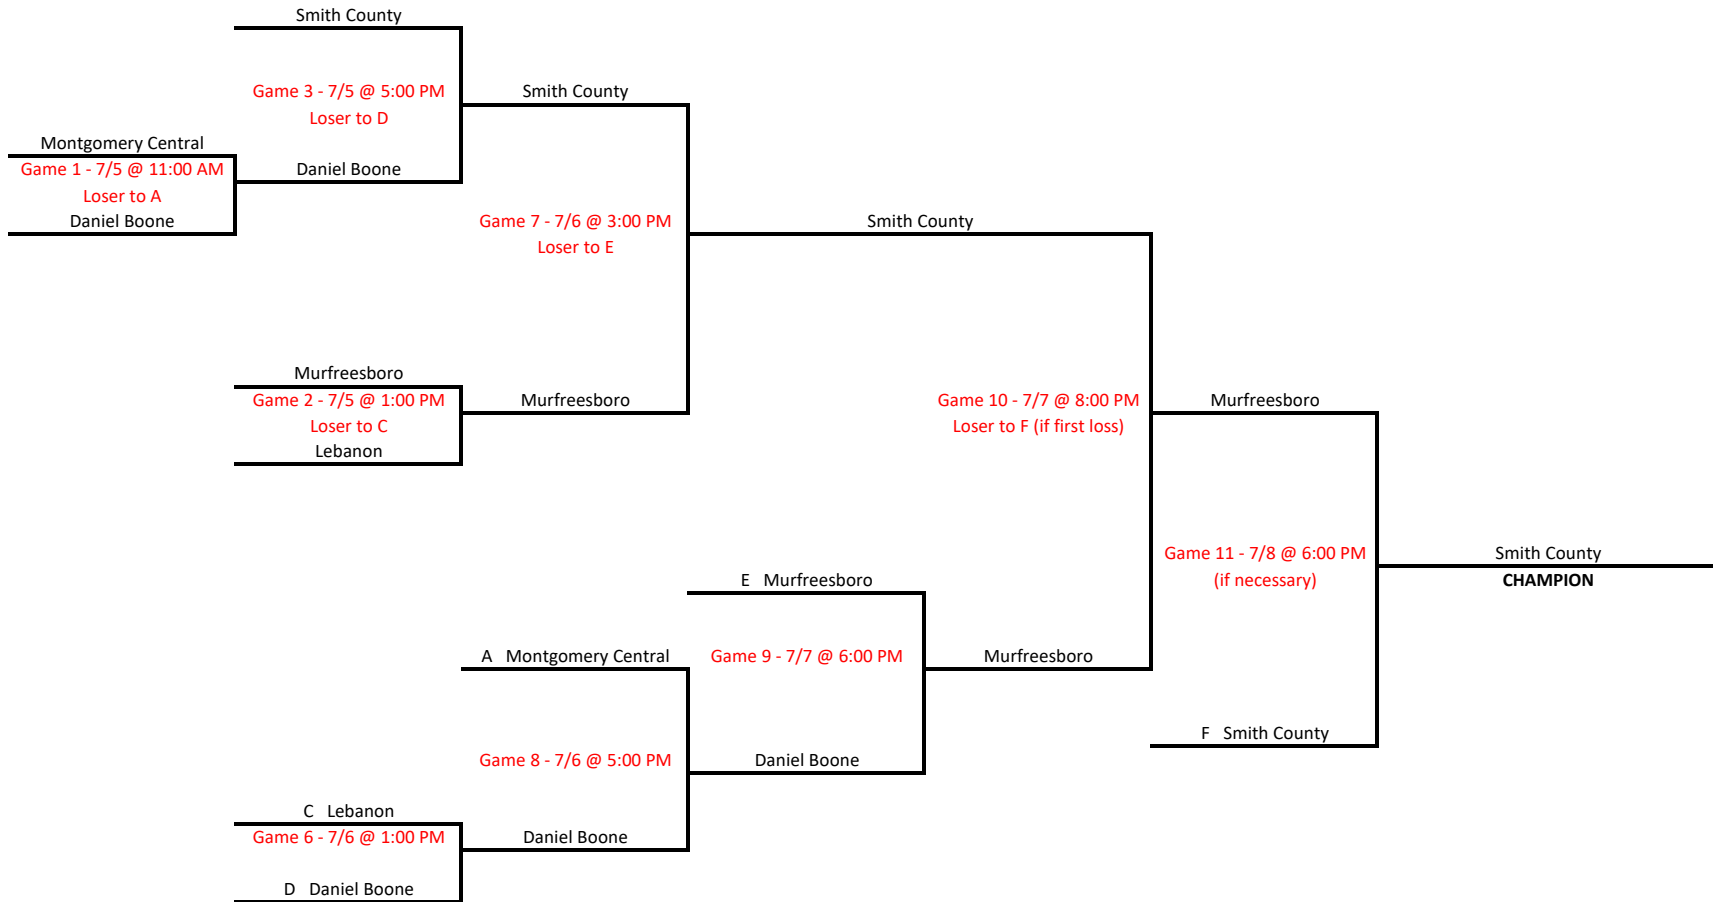 Smith County
Game 3 - 7/5 @ 5:00 PM
Smith County
Loser to D
Montgomery Central
Game 1 - 7/5 @ 11:00 AM
Daniel Boone
Loser to A
Daniel Boone
Game 7 - 7/6 @ 3:00 PM
Smith County
Loser to E
Murfreesboro
Game 2 - 7/5 @ 1:00 PM
Murfreesboro
Game 10 - 7/7 @ 8:00 PM
Murfreesboro
Loser to C
Loser to F (if first loss)
Lebanon
Game 11 - 7/8 @ 6:00 PM
Smith County
E Murfreesboro
(if necessary)
CHAMPION
A Montgomery Central
Game 9 - 7/7 @ 6:00 PM
Murfreesboro
F Smith County
Game 8 - 7/6 @ 5:00 PM
Daniel Boone
C Lebanon
Game 6 - 7/6 @ 1:00 PM
Daniel Boone
D Daniel Boone